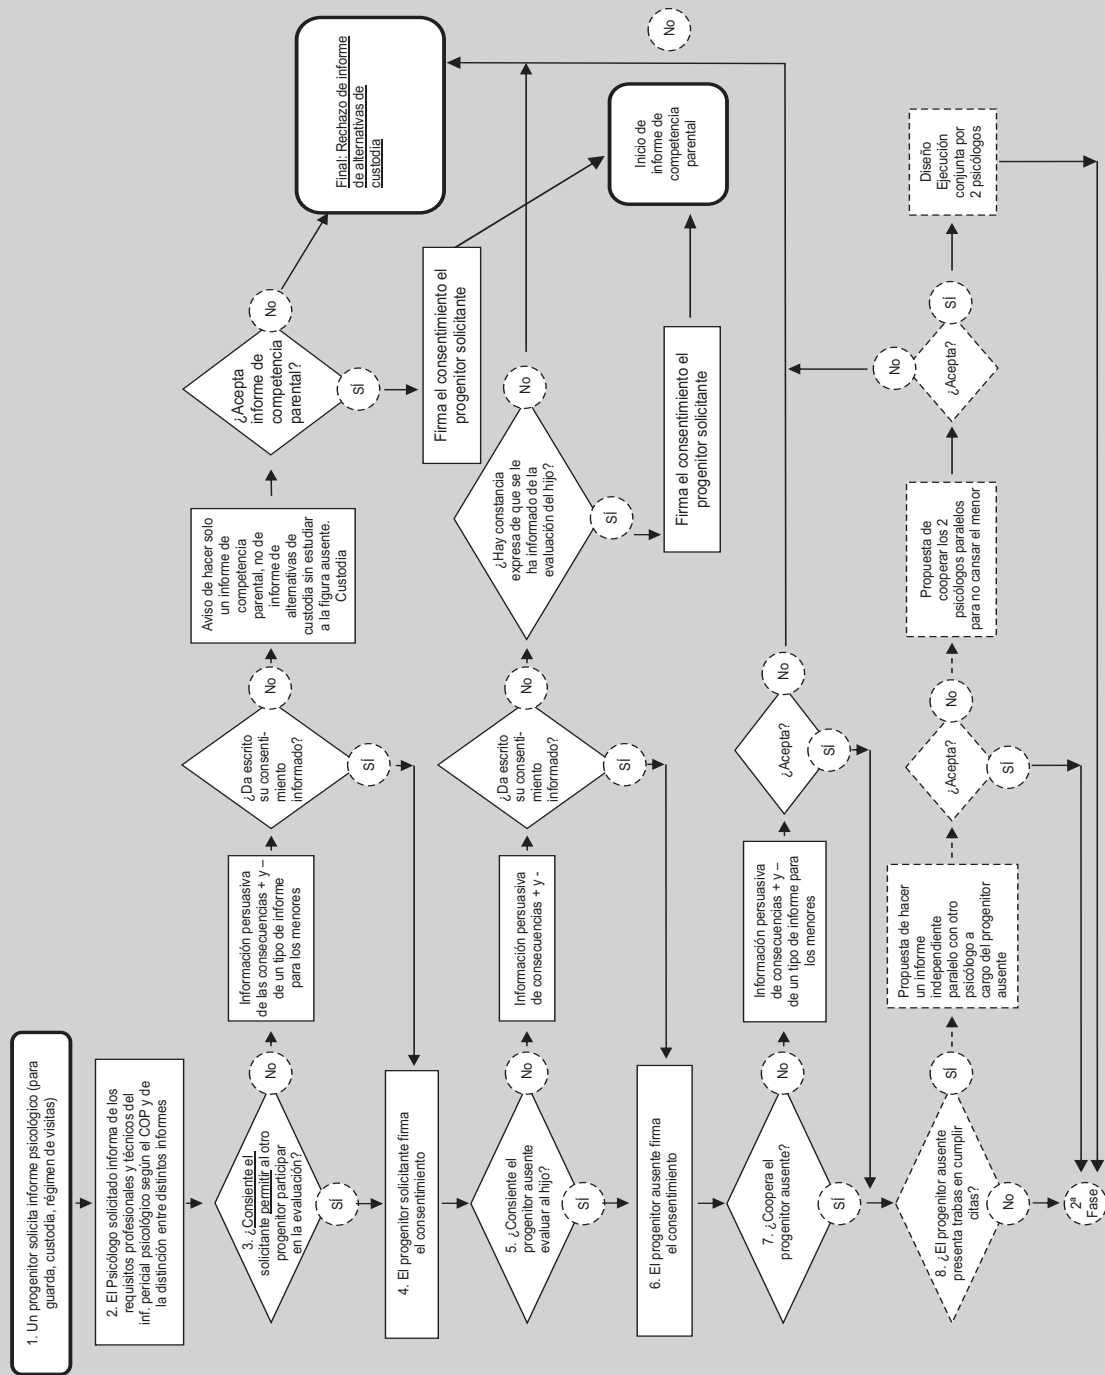 1. Un progenitor solicita informe psicológico (para
guarda, custodia, régimen de visitas)
2. El Psicólogo solicitado informa de los
requisitos profesionales y técnicos del
inf. pericial psicológico según el COP y de
la distinción entre distintos informes
3. ¿Consiente el
solicitante permitir al otro
progenitor participar
en la evaluación?
No
Información persuasiva
de las consecuencias + y –
de un tipo de informe
para los menores
¿Da escrito
su consenti-
miento
informado?
No
Aviso de hacer solo
un informe de
competencia
parental, no de
informe de
alternativas de
custodia sin estudiar
a la figura ausente.
Custodia
¿Acepta
informe de
competencia
parental?
No
Final: Rechazo de informe
de alternativas de
custodia
SÍ
SÍ
SÍ
Firma el consentimiento el
progenitor solicitante
4. El progenitor solicitante firma
el consentimiento
5. ¿Consiente el
progenitor ausente
evaluar al hijo?
No
Información persuasiva
de consecuencias + y -
¿Da escrito
su consenti-
miento
informado?
No
¿Hay constancia
expresa de que se le
ha informado de la
evaluación del hijo?
No
SÍ
SÍ
SÍ
Firma el consentimiento el
progenitor solicitante
Inicio de
informe de
competencia
parental
No
6. El progenitor ausente firma
el consentimiento
7. ¿Coopera el
progenitor ausente?
No
Información persuasiva
de consecuencias + y –
de un tipo de informe para
los menores
¿Acepta?
No
SÍ
SÍ
8. ¿El progenitor ausente
presenta trabas en cumplir
citas?
SÍ
Propuesta de hacer
un informe
independiente
paralelo con otro
psicólogo a
cargo del progenitor
ausente
¿Acepta?
No
Propuesta de
cooperar los 2
psicólogos paralelos
para no cansar el menor
¿Acepta?
No
SÍ
Diseño
Ejecución
conjunta por
2 psicólogos
No
SÍ
2ª
Fase